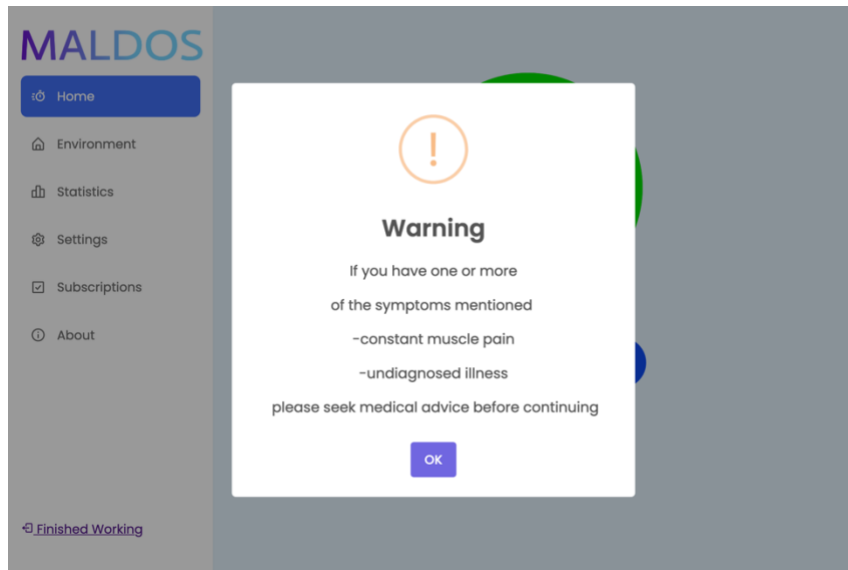 MALDOS
Home
Environment
Statistics
Settings
Subscriptions
About
Finished Working
!
Warning
If you have one or more
of the symptoms mentioned
-constant muscle pain
-undiagnosed illness
please seek medical advice before continuing
OK